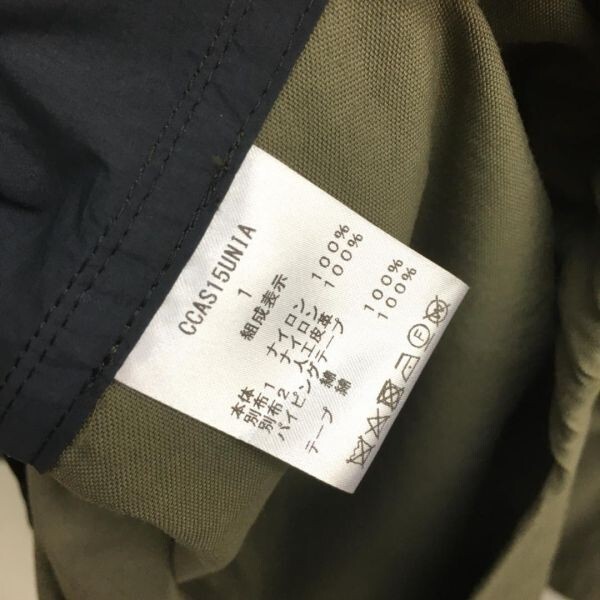 CCAS15UNIA
1
組成表示
本体 ナイロン 100%
別布1 ナイロン 100%
別布2 人工皮革
パイピングテープ
綿 100%
テープ 綿 100%